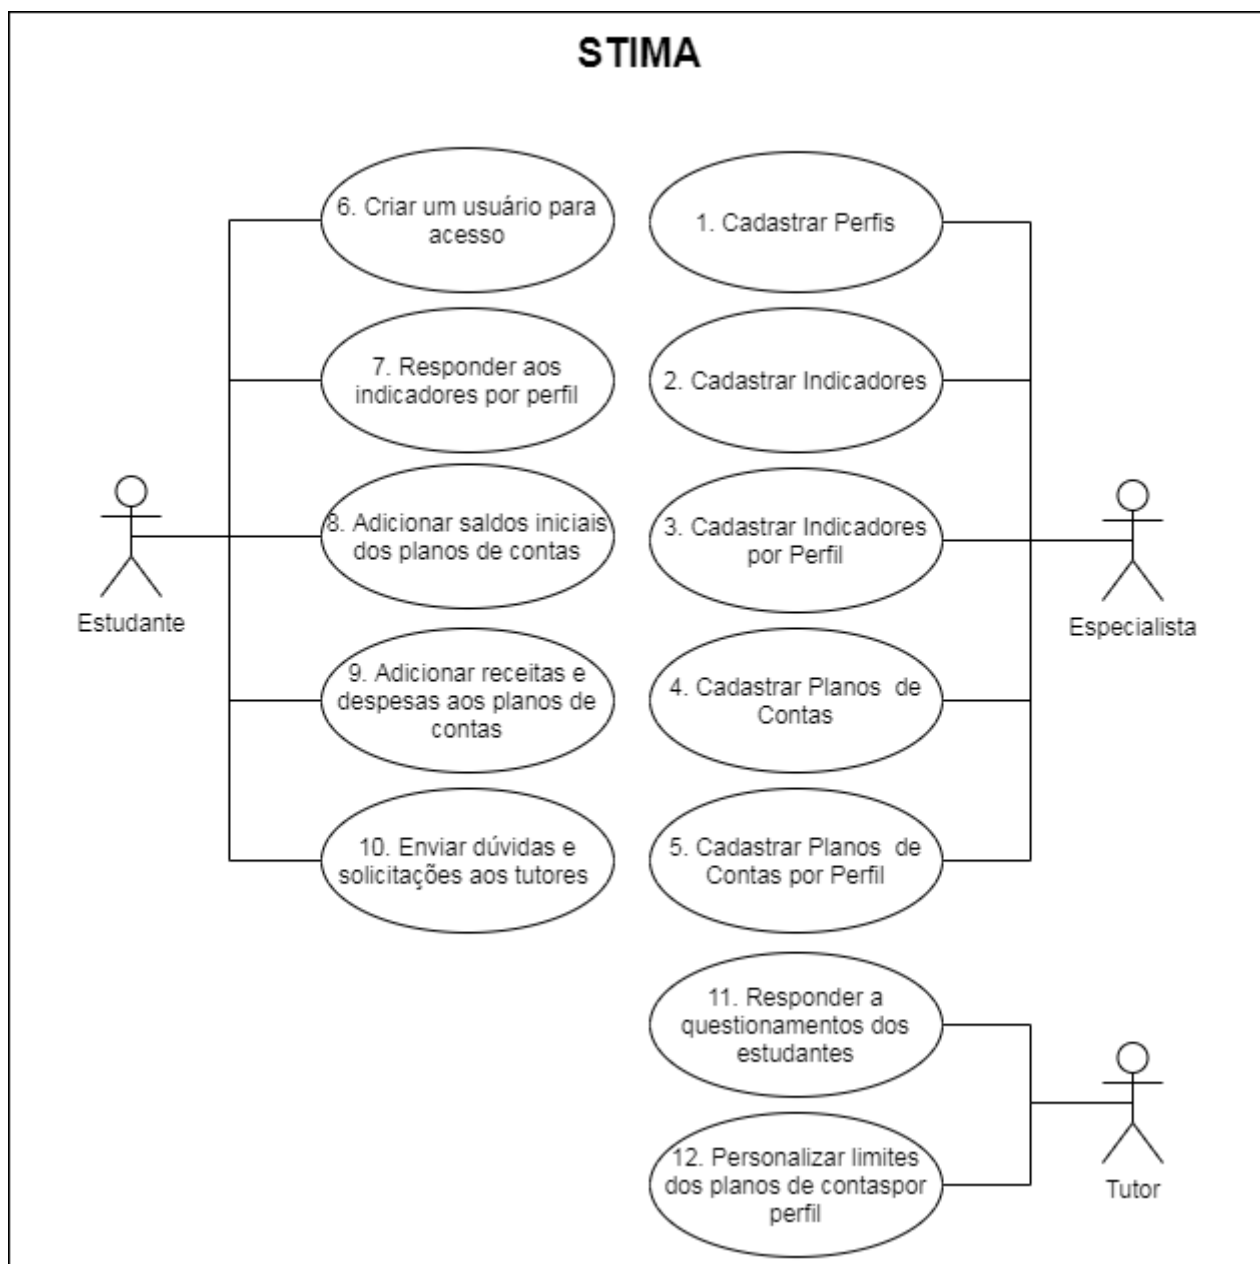 STIMA
6. Criar um usuário para
acesso
1. Cadastrar Perfis
7. Responder aos
indicadores por perfil
2. Cadastrar Indicadores
8. Adicionar saldos iniciais
dos planos de contas
3. Cadastrar Indicadores
por Perfil
Estudante
Especialista
9. Adicionar receitas e
despesas aos planos de
contas
4. Cadastrar Planos de
Contas
10. Enviar dúvidas e
solicitações aos tutores
5. Cadastrar Planos de
Contas por Perfil
11. Responder a
questionamentos dos
estudantes
12. Personalizar limites
dos planos de contaspor
perfil
Tutor